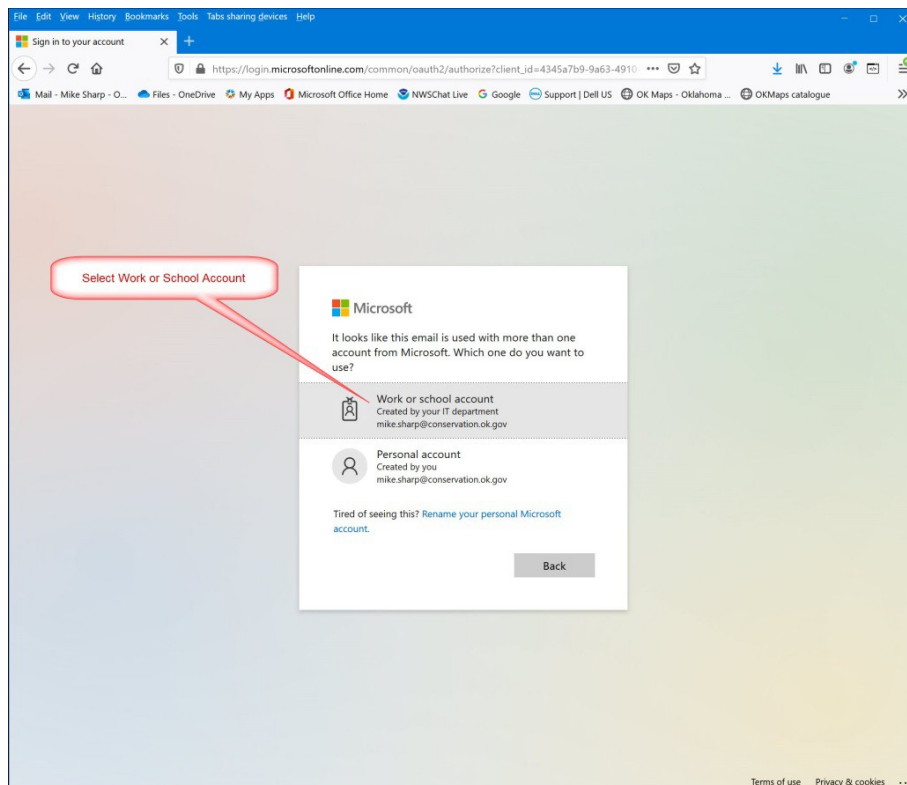 File Edit View History Bookmarks Tools Tabs sharing devices Help
Sign in to your account
https://login.microsoftonline.com/common/oauth2/authorize?client_id=4345a7b9-9a63-4910
Mail - Mike Sharp - O... Files - OneDrive My Apps Microsoft Office Home NWSChat Live Google Support | Dell US OK Maps - Oklahoma ... OKMaps catalogue
Select Work or School Account
Microsoft
It looks like this email is used with more than one
account from Microsoft. Which one do you want to
use?
Work or school account
Created by your IT department
mike.sharp@conservation.ok.gov
Personal account
Created by you
mike.sharp@conservation.ok.gov
Tired of seeing this? Rename your personal Microsoft
account.
Back
Terms of use Privacy & cookies